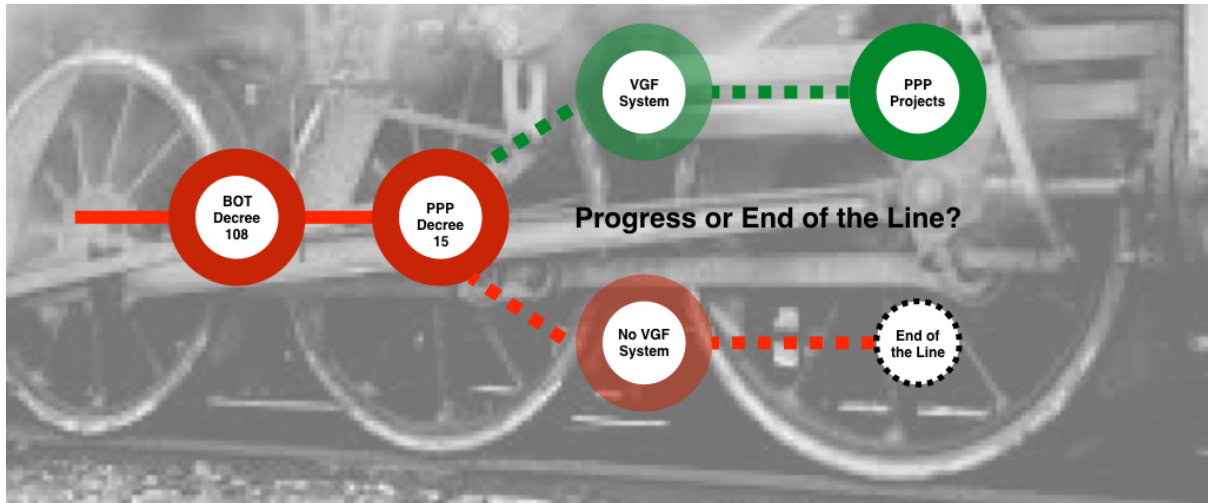 VGF
System
PPP
Projects
BOT
Decree
108
PPP
Decree
15
Progress or End of the Line?
No VGF
System
End of
the Line